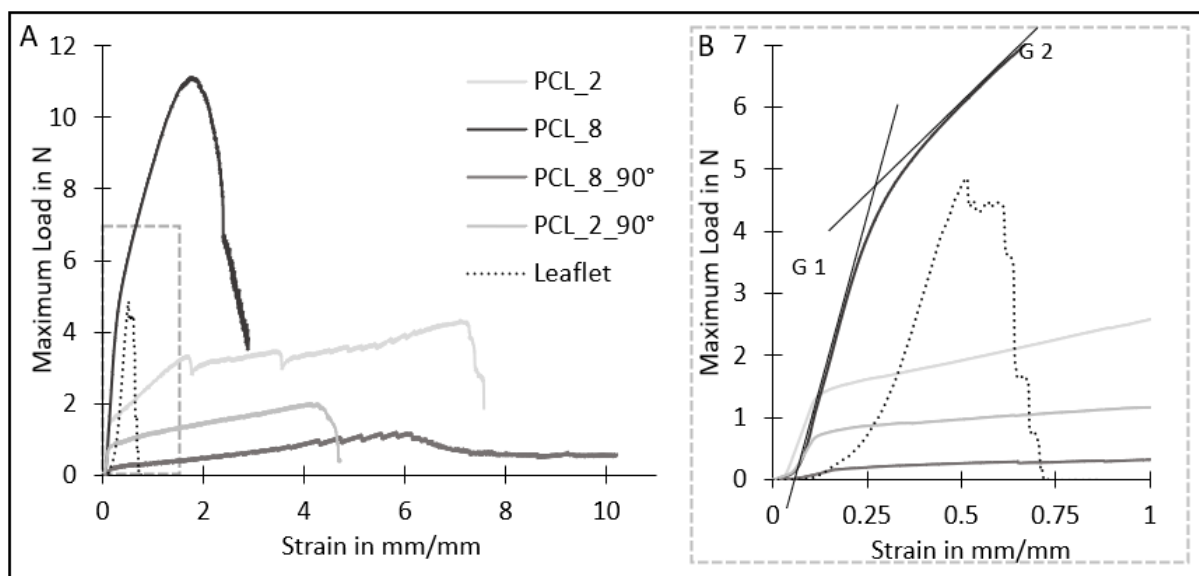 A
Maximum Load in N
12
10
8
6
4
2
0
0 2 4 6 8 10
Strain in mm/mm
PCL_2
PCL_8
PCL_8_90°
PCL_2_90°
Leaflet
B
Maximum Load in N
7
6
5
4
3
2
1
0
0 0.25 0.5 0.75 1
Strain in mm/mm
G 1
G 2